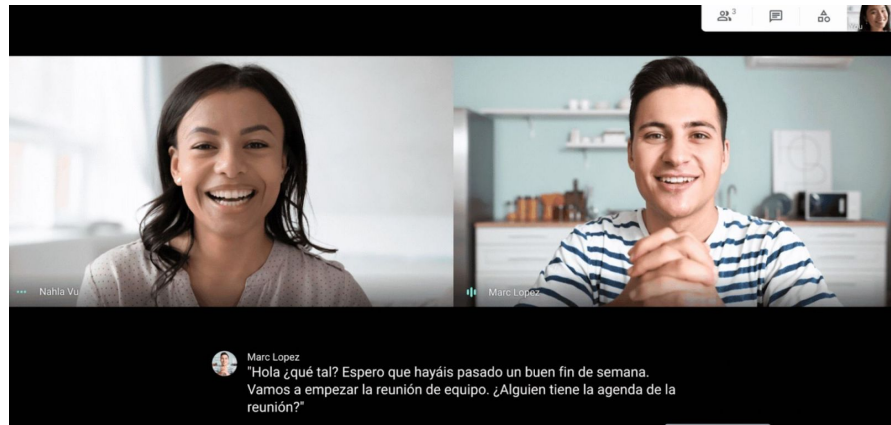 3
Nahla Vu
Marc Lopez
Marc Lopez
"Hola ¿qué tal? Espero que hayáis pasado un buen fin de semana.
Vamos a empezar la reunión de equipo. ¿Alguien tiene la agenda de la
reunión?"